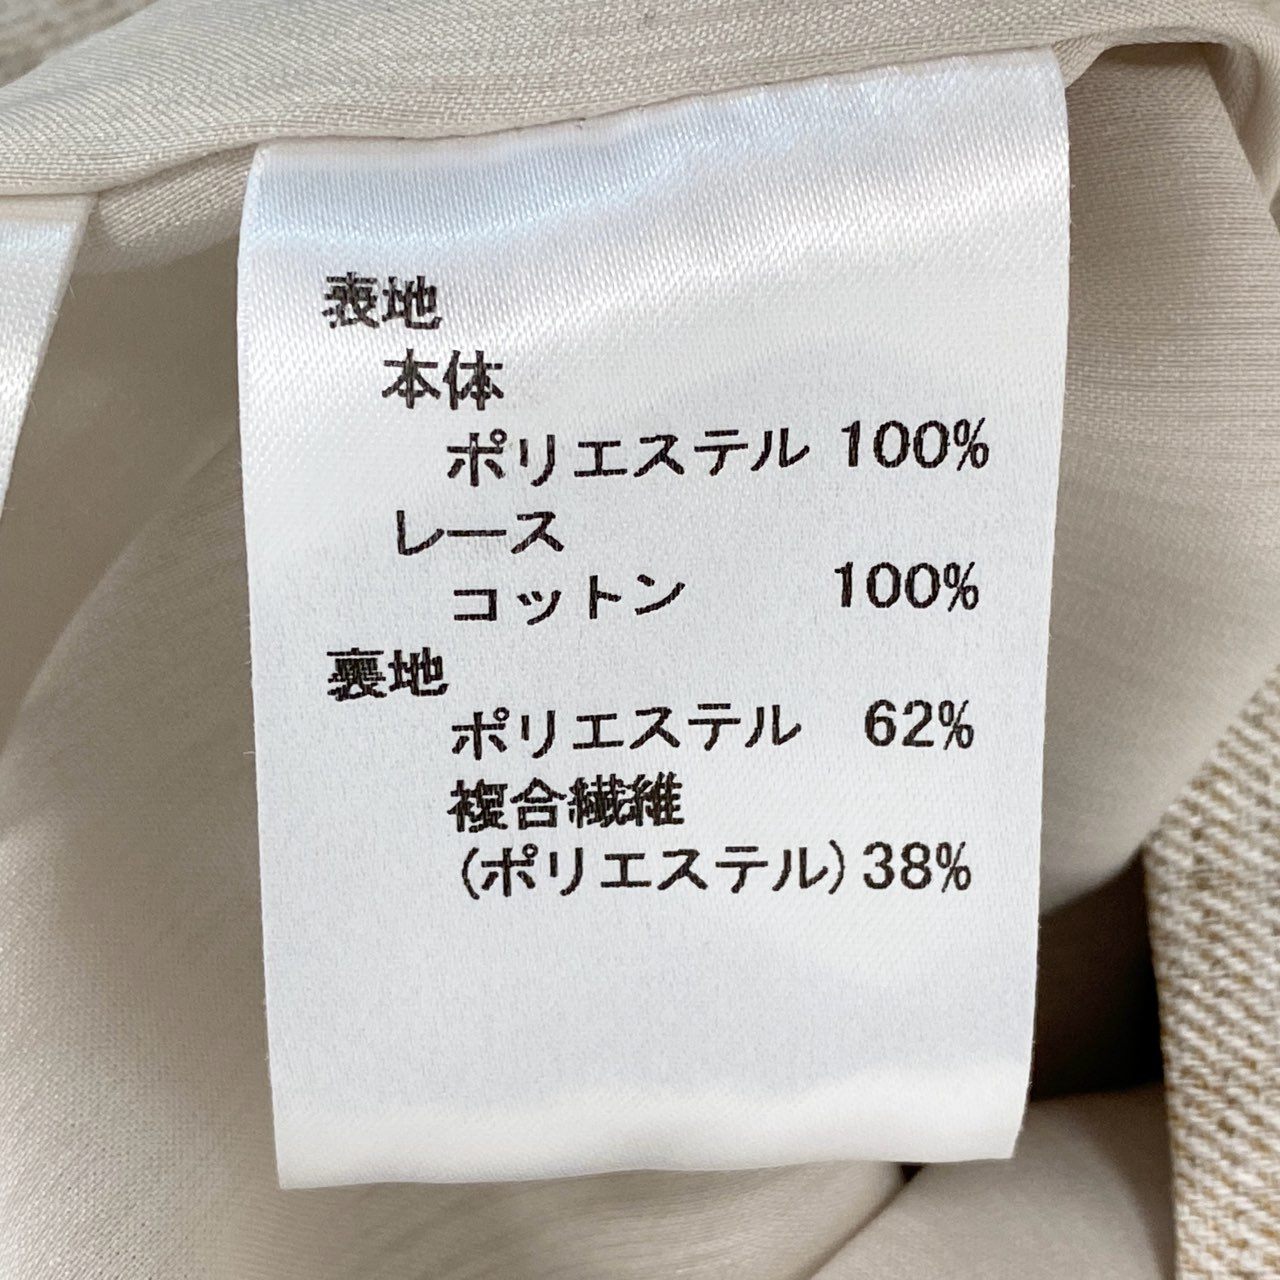 表地
本体
ポリエステル 100%
レース
コットン 100%
裏地
ポリエステル 62%
複合繊維
(ポリエステル) 38%